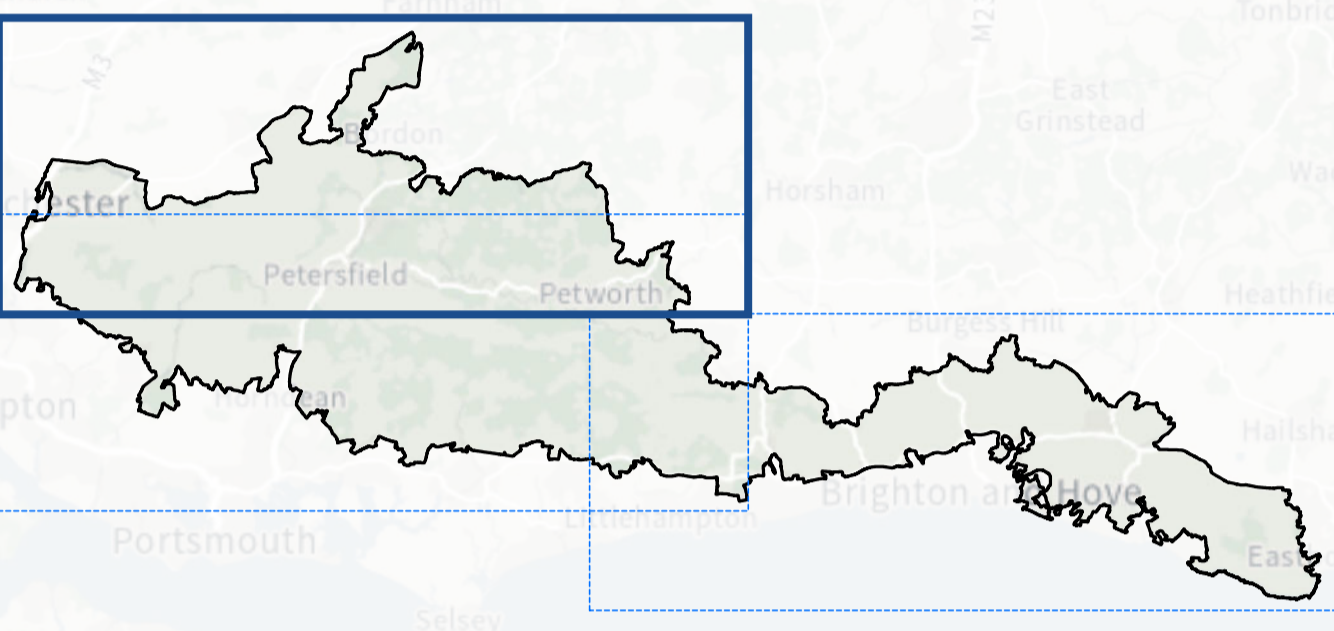 Farnham
M23
Tonbri
M3
East
Grinstead
Bordon
Wa
Horsham
chester
Petersfield
Petworth
Heathfie
Burgess Hill
Horndean
pton
Hailsha
Brighton and Hove
Littlehampton
Portsmouth
East
Selsey